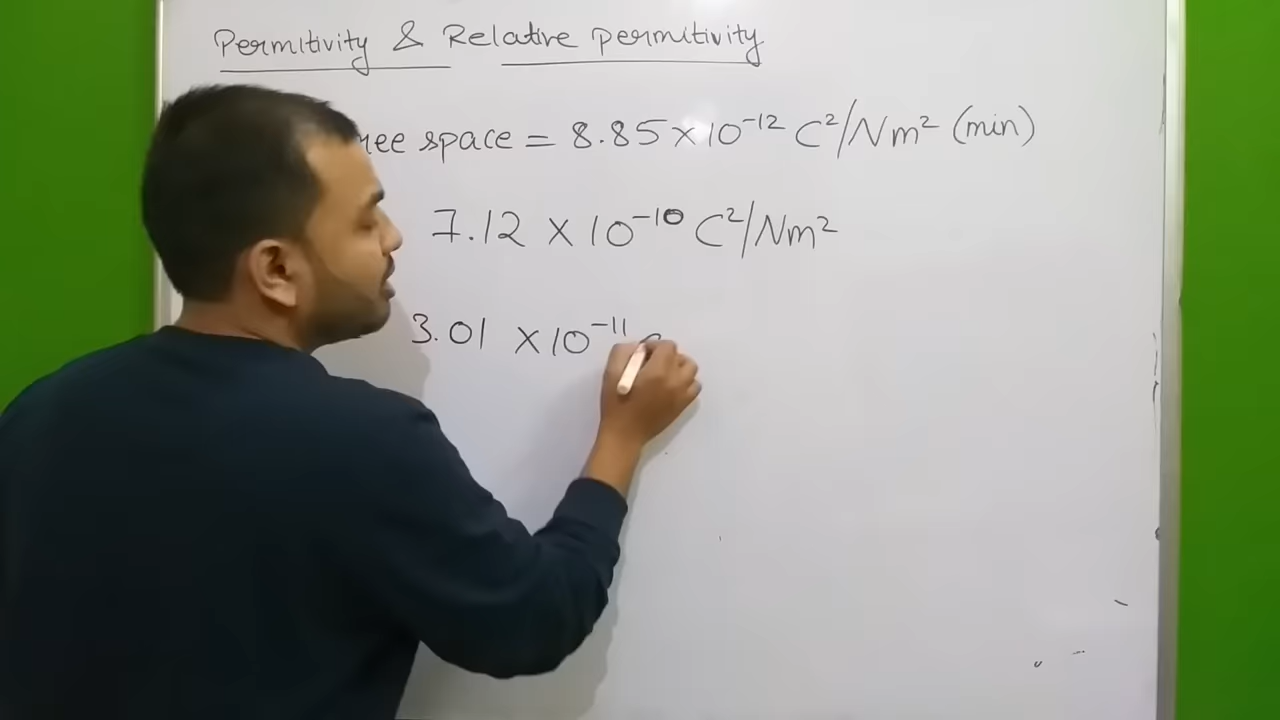 Permitivity & Relative permitivity
space = 8.85 × 10⁻¹² C²/Nm² (min)
7.12 × 10⁻¹⁰ C²/Nm²
3.01 × 10⁻¹¹